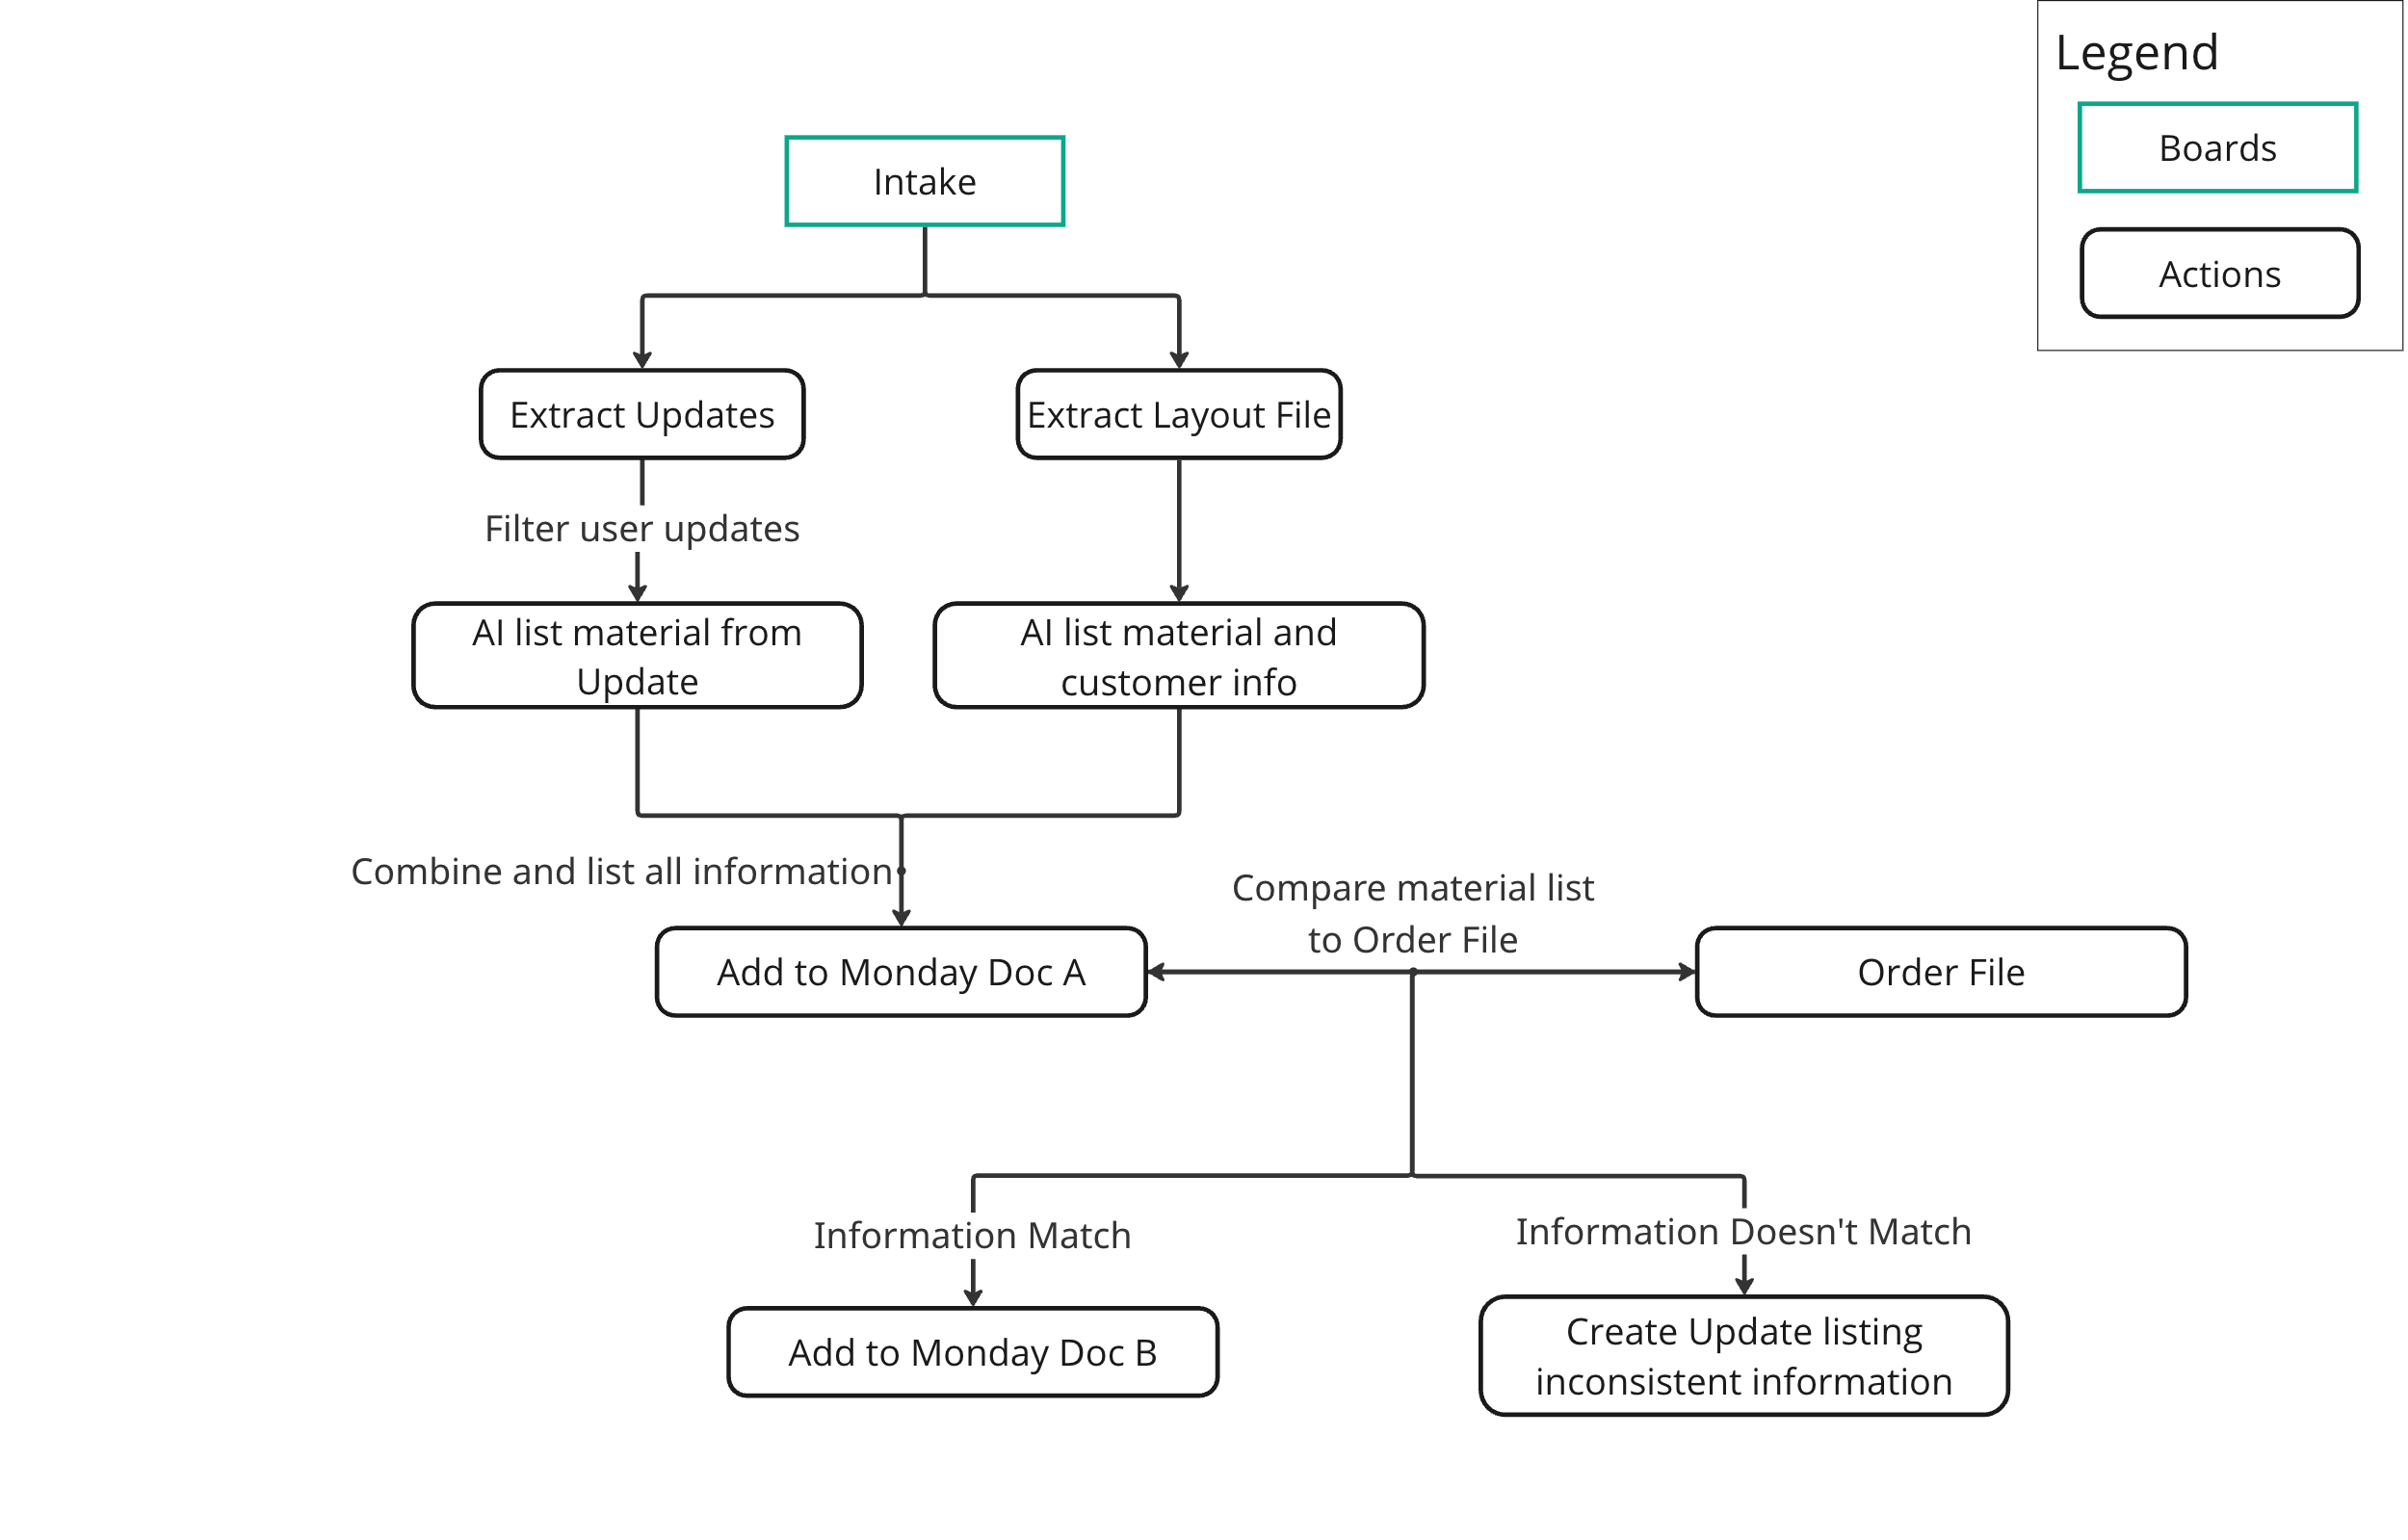 Legend
Boards
Actions
Intake
Extract Updates
Extract Layout File
Filter user updates
AI list material from
Update
AI list material and
customer info
Combine and list all information
Compare material list
to Order File
Add to Monday Doc A
Order File
Information Match
Information Doesn't Match
Add to Monday Doc B
Create Update listing
inconsistent information